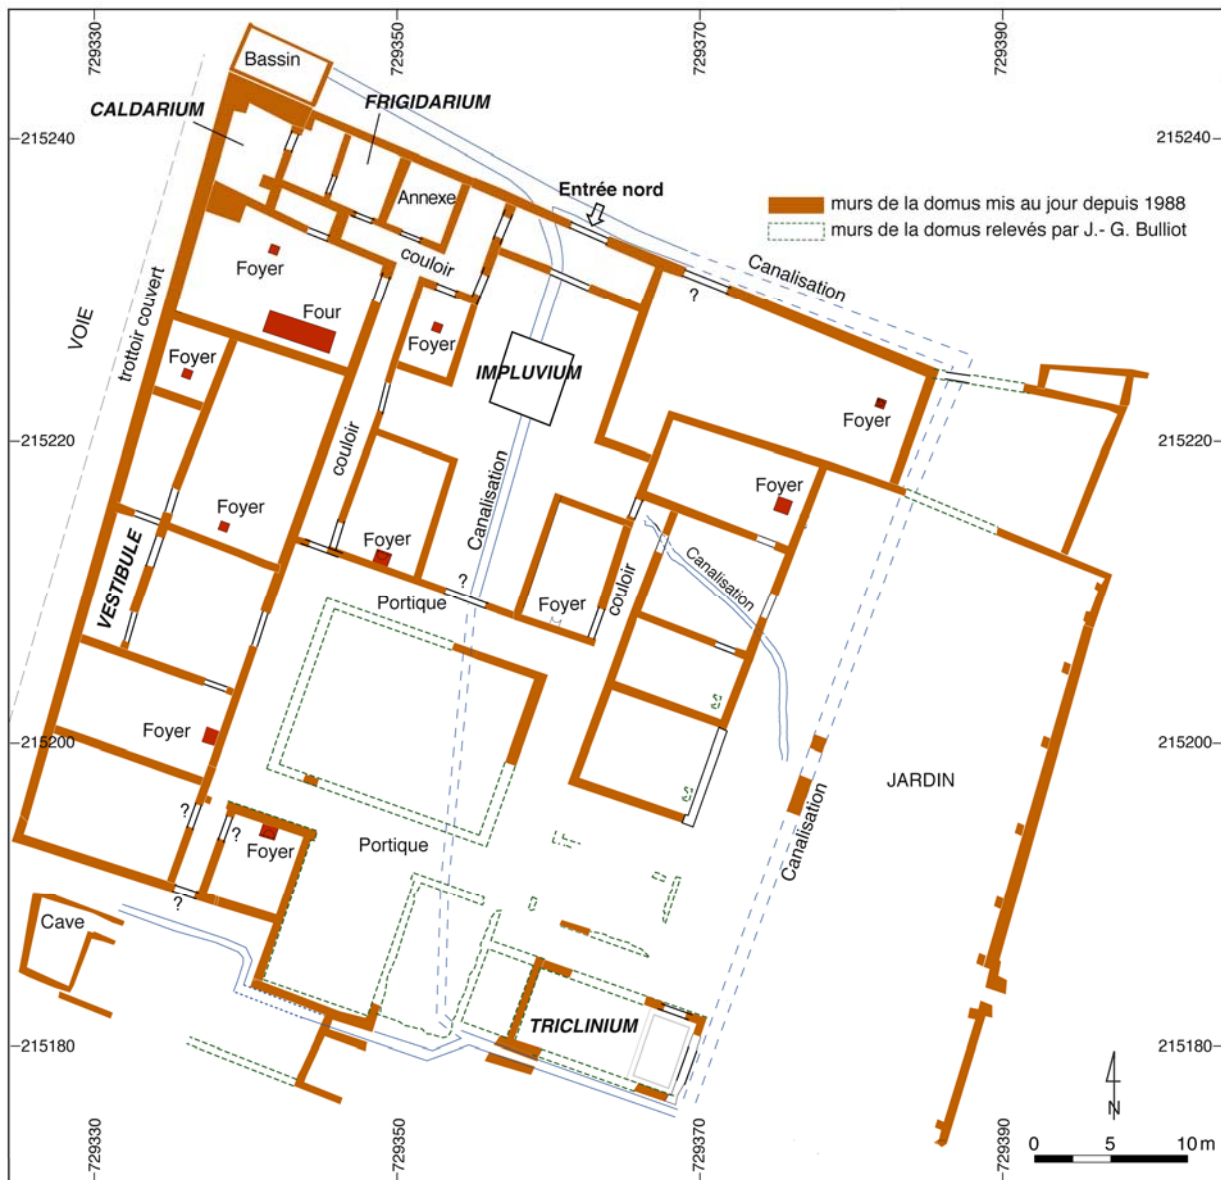 729330
729350
729370
729390
Bassin
CALDARIUM
FRIGIDARIUM
215240
215240
Annexe
Entrée nord
murs de la domus mis au jour depuis 1988
murs de la domus relevés par J.- G. Bulliot
couloir
Canalisation
Foyer
?
VOIE
trottoir couvert
Four
Foyer
Foyer
IMPLUVIUM
Foyer
215220
215220
couloir
Canalisation
Foyer
Foyer
Foyer
Canalisation
VESTIBULE
?
Portique
Foyer
couloir
Foyer
215200
215200
JARDIN
?
?
Foyer
Portique
Canalisation
?
Cave
TRICLINIUM
215180
215180
N
729330
729350
729370
729390
0 5 10 m